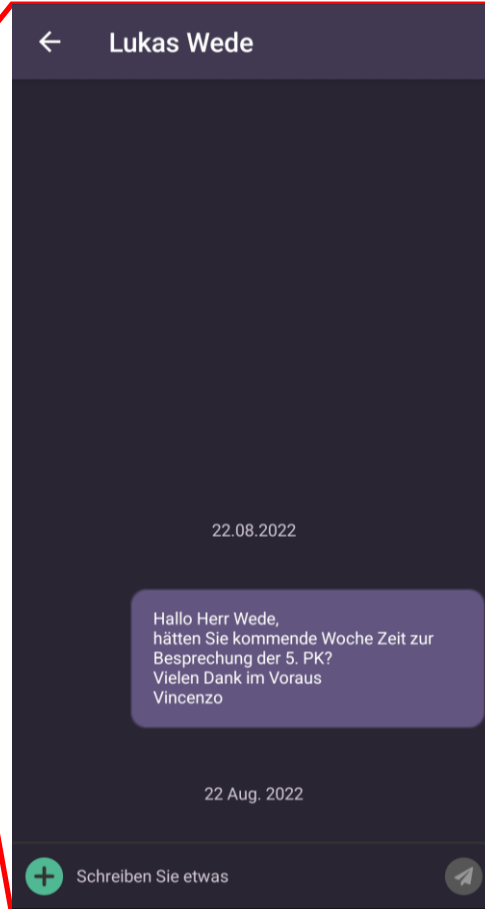 Lukas Wede
22.08.2022
Hallo Herr Wede,
hätten Sie kommende Woche Zeit zur
Besprechung der 5. PK?
Vielen Dank im Voraus
Vincenzo
22 Aug. 2022
Schreiben Sie etwas